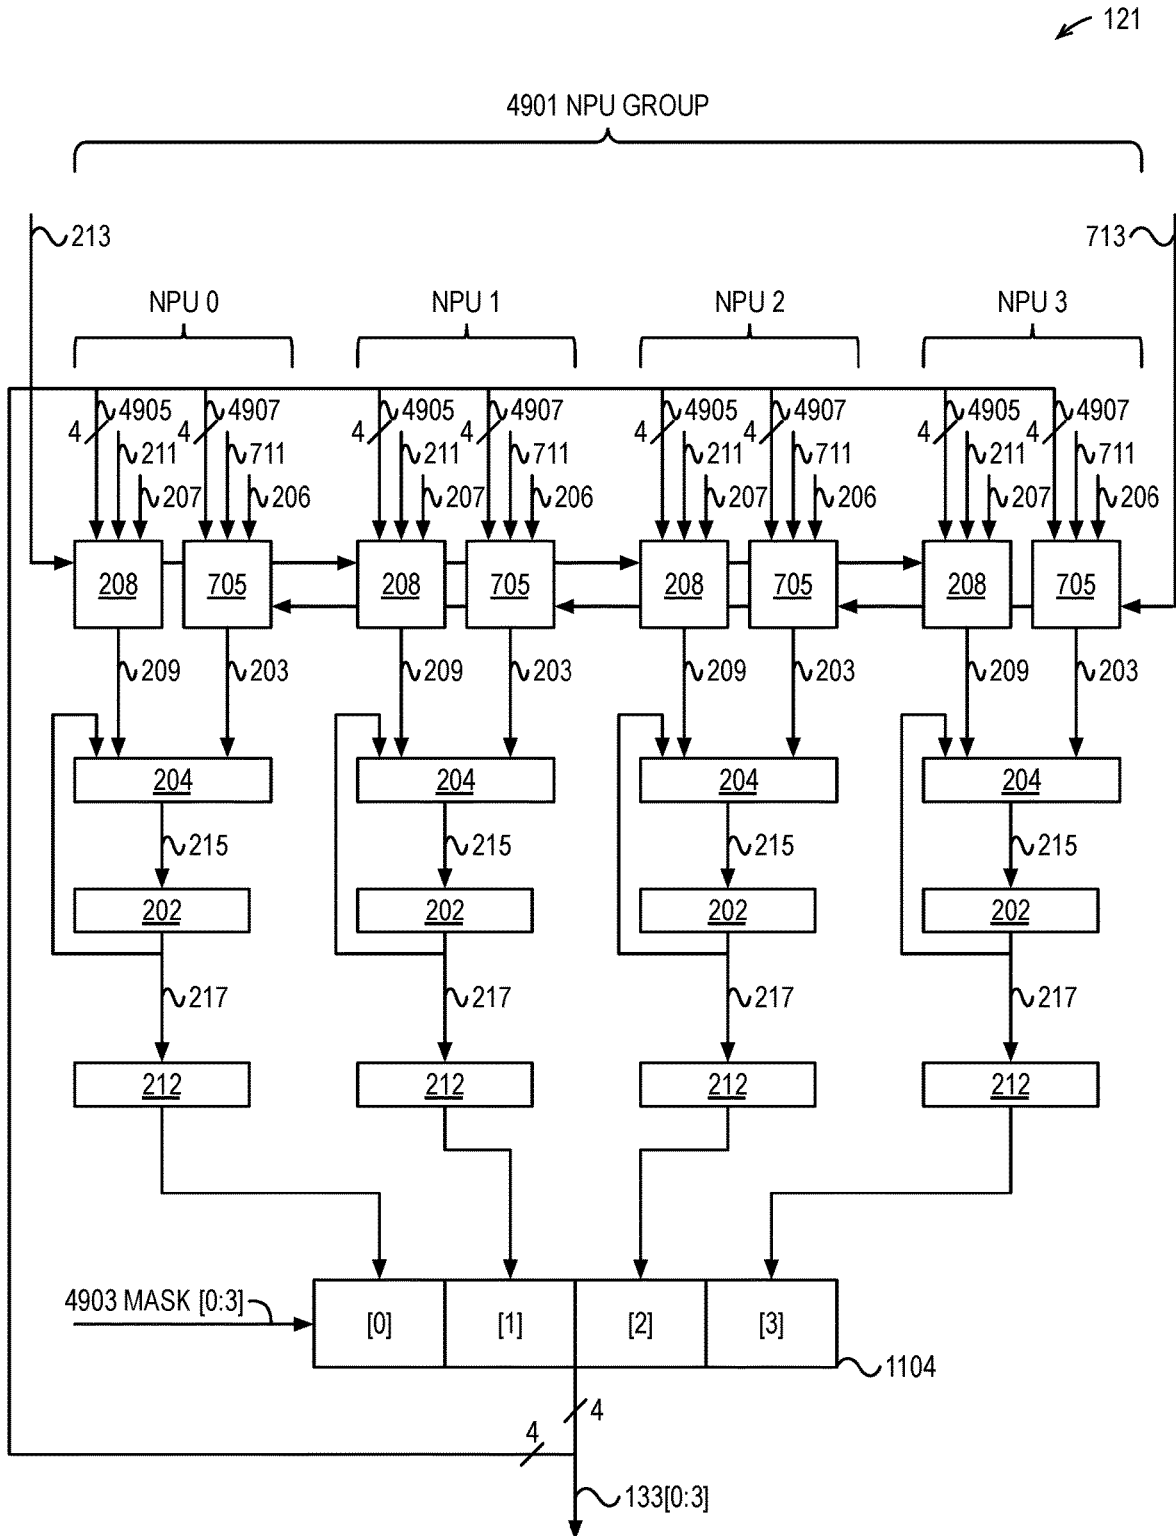 121
4901 NPU GROUP
213 713
NPU 0 NPU 1 NPU 2 NPU 3
4905 4907 4905 4907 4905 4907 4905 4907
4 4 4 4 4 4 4 4
211 711 211 711 211 711 211 711
207 206 207 206 207 206 207 206
208 705 208 705 208 705 208 705
209 203 209 203 209 203 209 203
204 204 204 204
215 215 215 215
202 202 202 202
217 217 217 217
212 212 212 212
4903 MASK [0:3]
[0] [1] [2] [3]
1104
4
4
133[0:3]